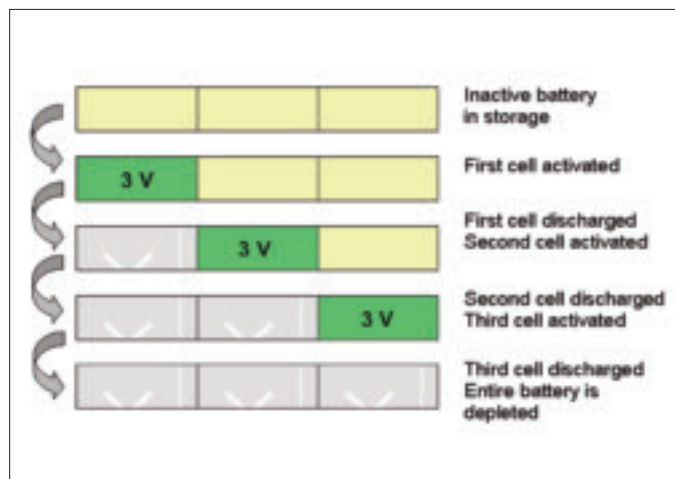 Inactive battery
in storage
3 V
First cell activated
3 V
First cell discharged
Second cell activated
3 V
Second cell discharged
Third cell activated
Third cell discharged
Entire battery is
depleted